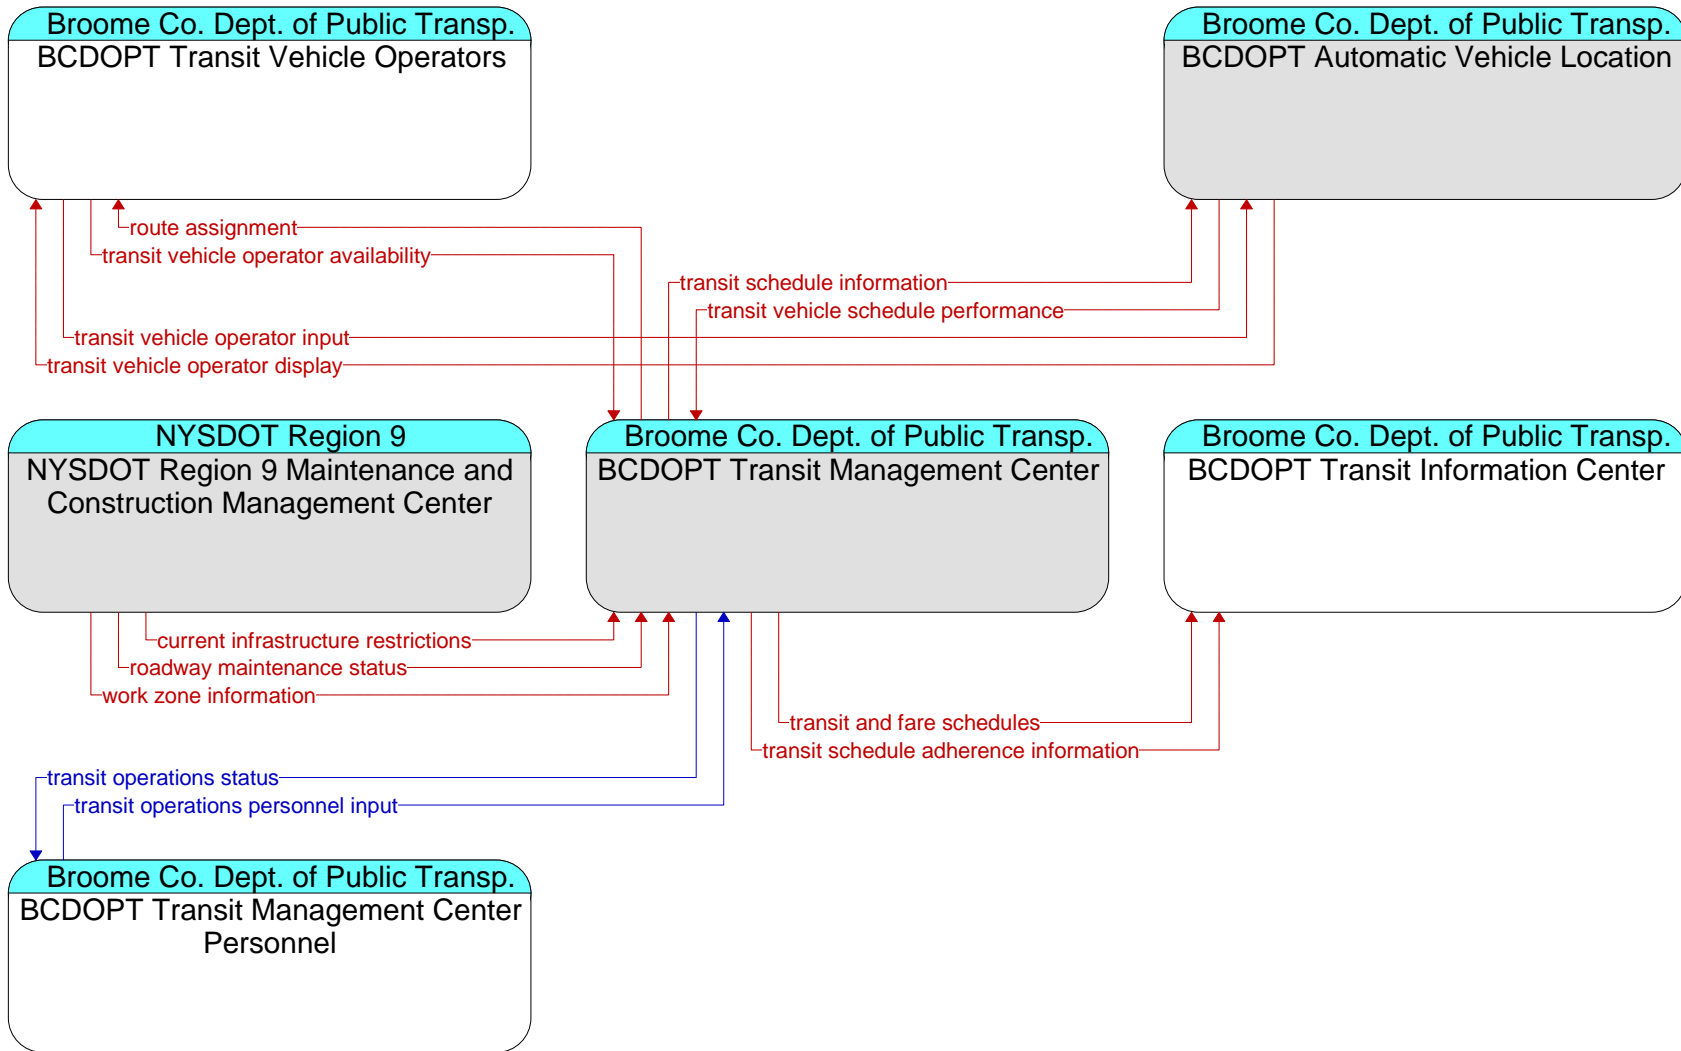 Broome Co. Dept. of Public Transp.
BCDOPT Transit Vehicle Operators
Broome Co. Dept. of Public Transp.
BCDOPT Automatic Vehicle Location
route assignment
transit vehicle operator availability
transit schedule information
transit vehicle schedule performance
transit vehicle operator input
transit vehicle operator display
NYSDOT Region 9
NYSDOT Region 9 Maintenance and
Construction Management Center
Broome Co. Dept. of Public Transp.
BCDOPT Transit Management Center
Broome Co. Dept. of Public Transp.
BCDOPT Transit Information Center
current infrastructure restrictions
roadway maintenance status
work zone information
transit and fare schedules
transit schedule adherence information
transit operations status
transit operations personnel input
Broome Co. Dept. of Public Transp.
BCDOPT Transit Management Center
Personnel